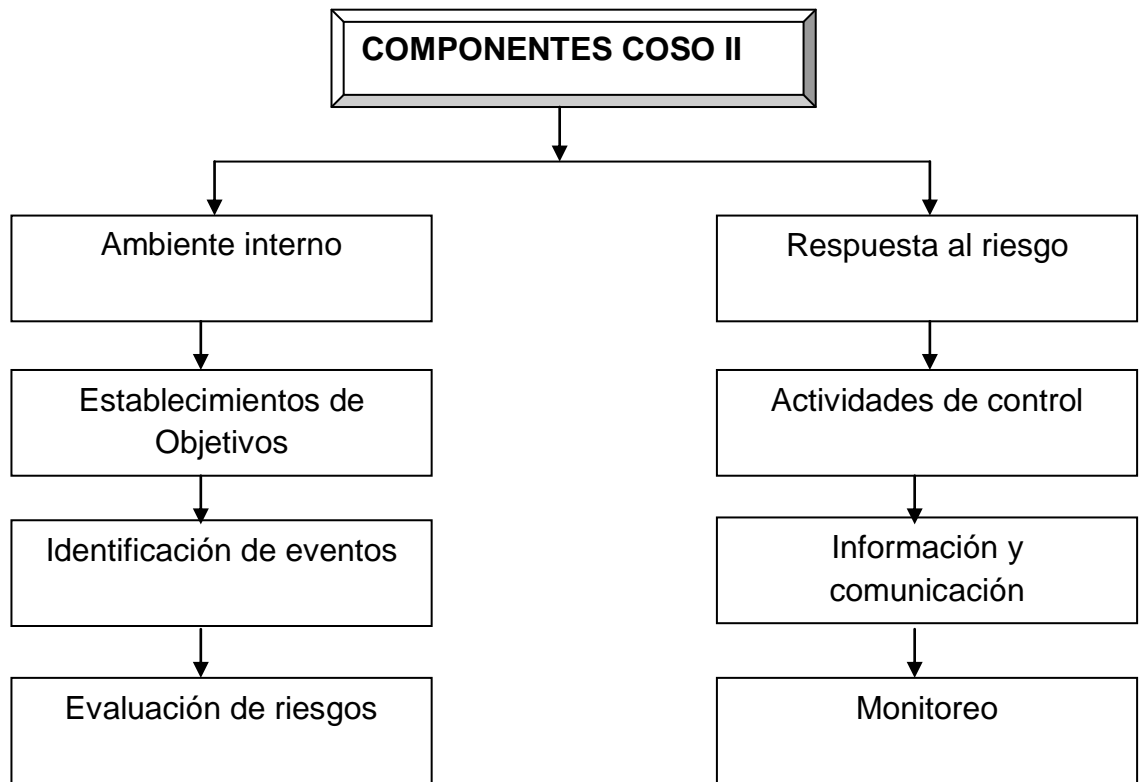 COMPONENTES COSO II
Ambiente interno
Establecimientos de
Objetivos
Identificación de eventos
Evaluación de riesgos
Respuesta al riesgo
Actividades de control
Información y
comunicación
Monitoreo